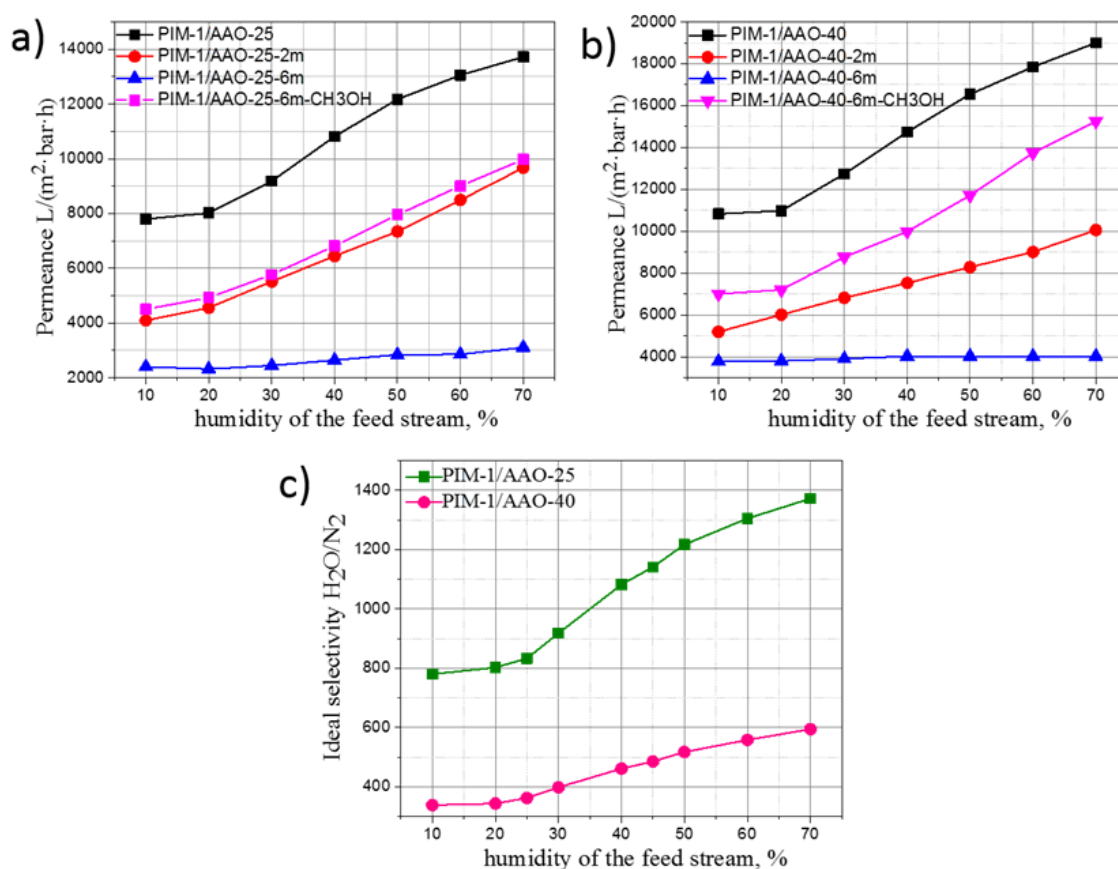 a)
PIM-1/AAO-25
PIM-1/AAO-25-2m
PIM-1/AAO-25-6m
PIM-1/AAO-25-6m-CH3OH
Permeance L/(m²·bar·h)
14000
12000
10000
8000
6000
4000
2000
10 20 30 40 50 60 70
humidity of the feed stream, %
b)
PIM-1/AAO-40
PIM-1/AAO-40-2m
PIM-1/AAO-40-6m
PIM-1/AAO-40-6m-CH3OH
Permeance L/(m²·bar·h)
20000
18000
16000
14000
12000
10000
8000
6000
4000
10 20 30 40 50 60 70
humidity of the feed stream, %
c)
PIM-1/AAO-25
PIM-1/AAO-40
Ideal selectivity H₂O/N₂
1400
1200
1000
800
600
400
10 20 30 40 50 60 70
humidity of the feed stream, %